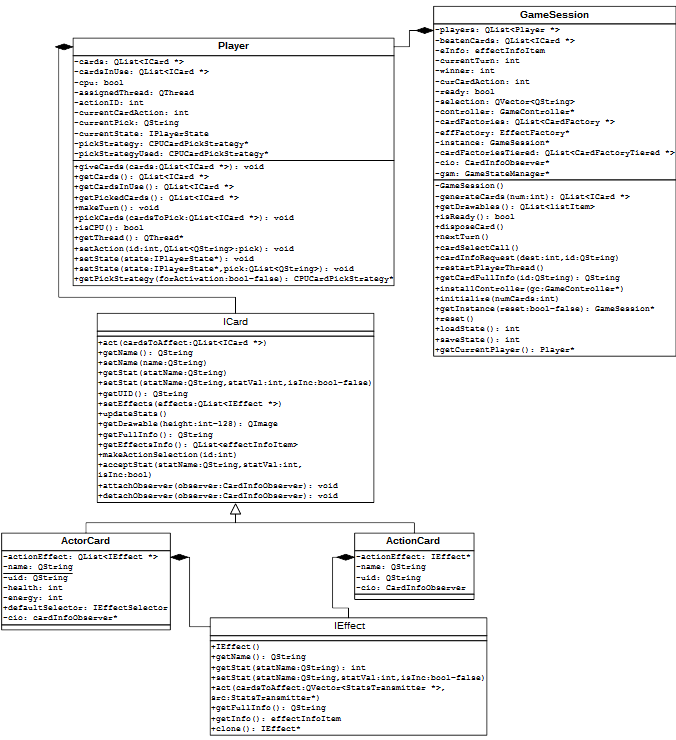 GameSession
-players: QList<Player *>
-beatenCards: QList<ICard *>
-eInfo: effectInfoItem
-currentTurn: int
-winner: int
-curCardAction: int
-ready: bool
-selection: QVector<QString>
-controller: GameController*
-cardFactories: QList<CardFactory *>
-effFactory: EffectFactory*
-instance: GameSession*
-cardFactoriesTiered: QList<CardFactoryTiered *>
-cio: CardInfoObserver*
-gsm: GameStateManager*
-GameSession()
-generateCards(num:int): QList<ICard *>
+getDrawables(): QList<listItem>
+isReady(): bool
+disposeCard()
+nextTurn()
+cardSelectCall()
+cardInfoRequest(dest:int,id:QString)
+restartPlayerThread()
+getCardFullInfo(id:QString): QString
+installController(gc:GameController*)
+initialize(numCards:int)
+getInstance(reset:bool-false): GameSession*
+reset()
+loadState(): int
+saveState(): int
+getCurrentPlayer(): Player*
Player
-cards: QList<ICard *>
-cardsInUse: QList<ICard *>
-cpu: bool
-assignedThread: QThread
-actionID: int
-currentCardAction: int
-currentPick: QString
-currentState: IPlayerState
-pickStrategy: CPUCardPickStrategy*
-pickStrategyUsed: CPUCardPickStrategy*
+giveCards(cards:QList<ICard *>): void
+getCards(): QList<ICard *>
+getCardsInUse(): QList<ICard *>
+getPickedCards(): QList<ICard *>
+makeTurn(): void
+pickCards(cardsToPick:QList<ICard *>): void
+isCPU(): bool
+getThread(): QThread*
+setAction(id:int,QList<QString>:pick): void
+setState(state:IPlayerState*): void
+setState(state:IPlayerState*,pick:QList<QString>): void
+getPickStrategy(forActivation:bool-false): CPUCardPickStrategy*
ICard
+act(cardsToAffect:QList<ICard *>)
+getName(): QString
+setName(name:QString)
+getStat(statName:QString)
+setStat(statName:QString,statVal:int,isInc:bool-false)
+getUID(): QString
+setEffects(effects:QList<IEffect *>)
+updateStats()
+getDrawable(height:int-128): QImage
+getFullInfo(): QString
+getEffectsInfo(): QList<effectInfoItem>
+makeActionSelection(id:int)
+acceptStat(statName:QString,statVal:int,
isInc:bool)
+attachObserver(observer:CardInfoObserver): void
+detachObserver(observer:CardInfoObserver): void
ActorCard
-actionEffect: QList<IEffect *>
-name: QString
-uid: QString
-health: int
-energy: int
+defaultSelector: IEffectSelector
-cio: cardInfoObserver*
ActionCard
-actionEffect: IEffect*
-name: QString
-uid: QString
-cio: CardInfoObserver
IEffect
+IEffect()
+getName(): QString
+getStat(statName:QString): int
+setStat(statName:QString,statVal:int,isInc:bool-false)
+act(cardsToAffect:QVector<StatsTransmitter *>,
src:StatsTransmitter*)
+getFullInfo(): QString
+getInfo(): effectInfoItem
+clone(): IEffect*